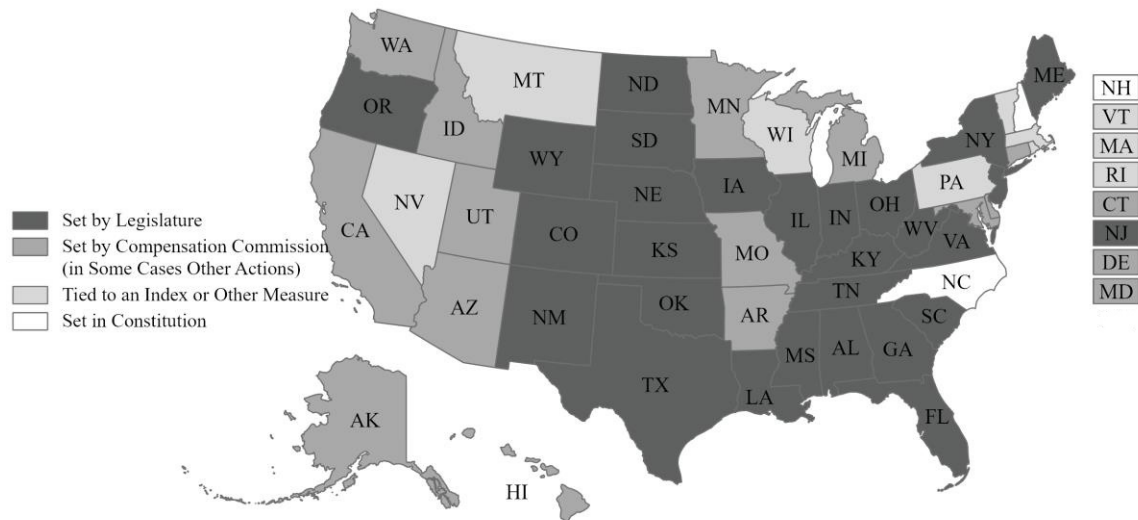 WA
MT
ND
MN
ME
OR
ID
SD
WI
MI
NY
WY
NE
IA
PA
NV
UT
IL
IN
OH
CA
CO
KS
MO
WV
VA
KY
AZ
NM
OK
AR
TN
NC
SC
MS
AL
GA
TX
LA
FL
AK
HI
Set by Legislature
Set by Compensation Commission
(in Some Cases Other Actions)
Tied to an Index or Other Measure
Set in Constitution
NH
VT
MA
RI
CT
NJ
DE
MD